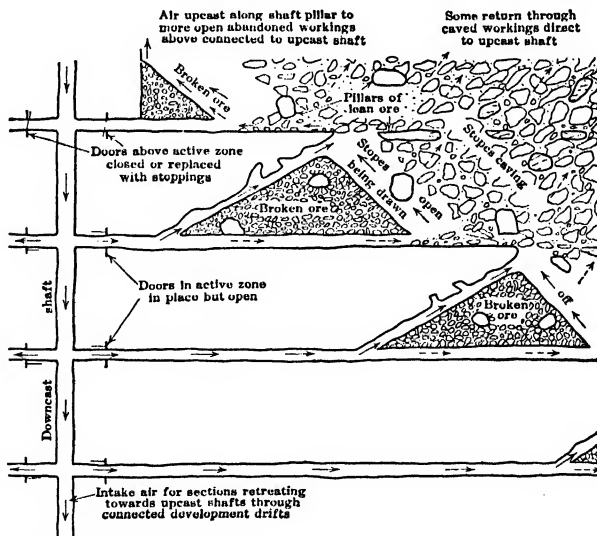 Air upcast along shaft pillar to
more open abandoned workings
above connected to upcast shaft
Some return through
caved workings direct
to upcast shaft
Broken ore
Pillars of
loan ore
Doors above active zone
closed or replaced
with stoppings
Stopes open
being drawn
Stopes caving
Broken ore
Doors in active zone
in place but open
off
Broken
ore
shaft
Downcast
Intake air for sections retreating
towards upcast shafts through
connected development drifts